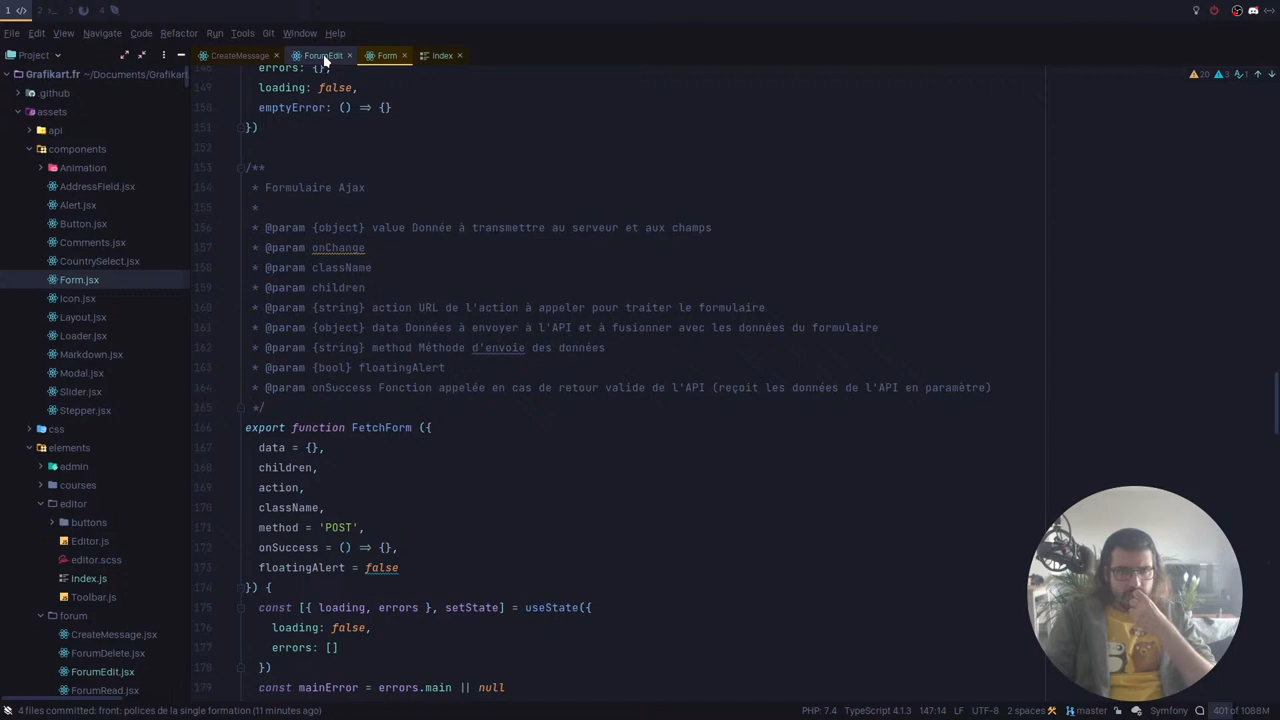 1 </> 2 >_ 3 4
File Edit View Navigate Code Refactor Run Tools Git Window Help
Project CreateMessage ForumEdit Form Index
Grafikart.fr ~/Documents/Grafikart
.github
assets
api
components
Animation
AddressField.jsx
Alert.jsx
Button.jsx
Comments.jsx
CountrySelect.jsx
Form.jsx
Icon.jsx
Layout.jsx
Loader.jsx
Markdown.jsx
Modal.jsx
Slider.jsx
Stepper.jsx
css
elements
admin
courses
editor
buttons
Editor.js
editor.scss
Index.js
Toolbar.js
forum
CreateMessage.jsx
ForumDelete.jsx
ForumEdit.jsx
ForumRead.jsx
20 3 1
148 errors: {},
149 loading: false,
150 emptyError: () => {}
151 })
152
153 /**
154 * Formulaire Ajax
155 *
156 * @param {object} value Donnée à transmettre au serveur et aux champs
157 * @param onChange
158 * @param className
159 * @param children
160 * @param {string} action URL de l'action à appeler pour traiter le formulaire
161 * @param {object} data Données à envoyer à l'API et à fusionner avec les données du formulaire
162 * @param {string} method Méthode d'envoie des données
163 * @param {bool} floatingAlert
164 * @param onSuccess Fonction appelée en cas de retour valide de l'API (reçoit les données de l'API en paramètre)
165 */
166 export function FetchForm ({
167 data = {},
168 children,
169 action,
170 className,
171 method = 'POST',
172 onSuccess = () => {},
173 floatingAlert = false
174 }) {
175 const [{ loading, errors }, setState] = useState({
176 loading: false,
177 errors: []
178 })
179 const mainError = errors.main || null
4 files committed: front: polices de la single formation (11 minutes ago) PHP: 7.4 TypeScript 4.1.3 147:14 LF UTF-8 2 spaces master Symfony 401 of 1088M